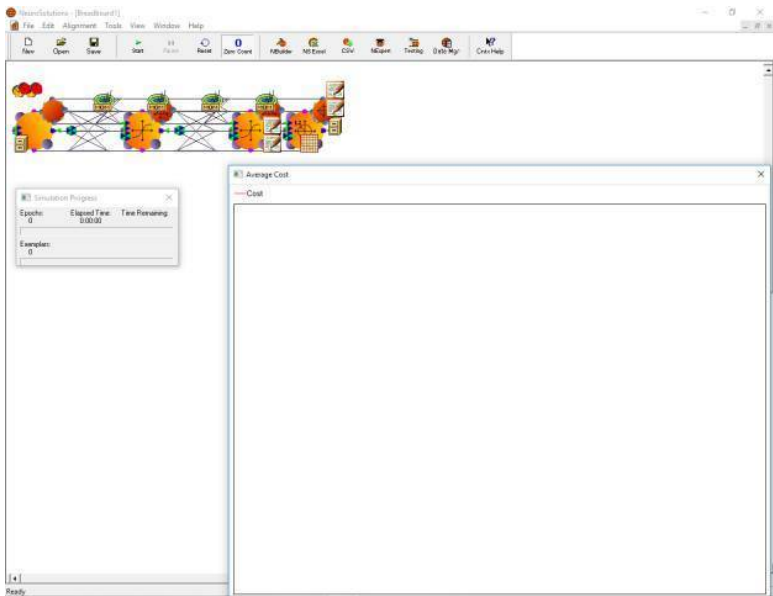 NeuroSolutions - [Breadboard1]
File Edit Alignment Tools View Window Help
New Open Save Start Pause Reset Zero Count NBuilder NS Excel CSW NExpert Testing Data Mgr Cntx Help
Average Cost
Cost
Simulation Progress
Epochs: Elapsed Time: Time Remaining:
0 0:00:00
Exemplars:
0
Ready